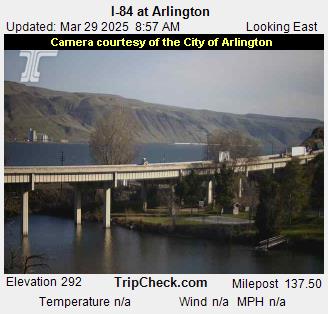 I-84 at Arlington
Updated: Mar 29 2025 8:57 AM Looking East
Camera courtesy of the City of Arlington
Elevation 292 TripCheck.com Milepost 137.50
Temperature n/a Wind n/a MPH n/a